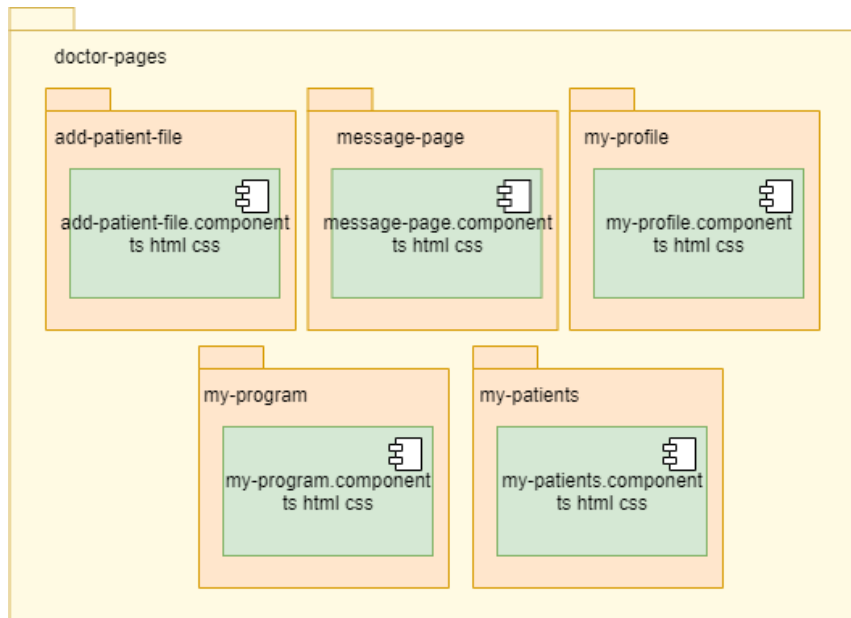 doctor-pages
add-patient-file
message-page
my-profile
add-patient-file.component
ts html css
message-page.component
ts html css
my-profile.component
ts html css
my-program
my-patients
my-program.component
ts html css
my-patients.component
ts html css